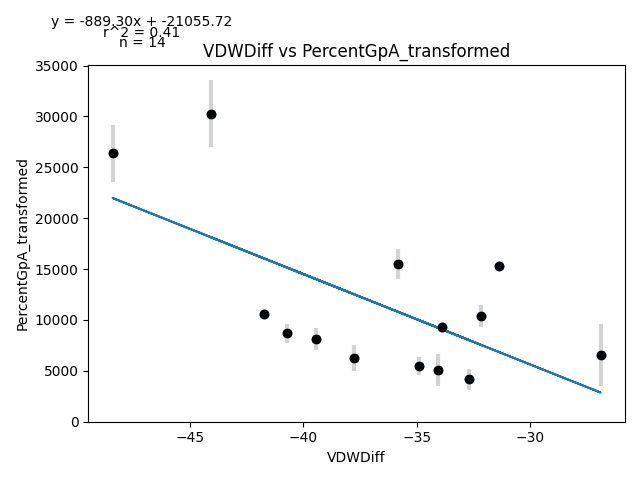 y = -889.30x + -21055.72
r^2 = 0.41
n = 14
VDWDiff vs PercentGpA_transformed
PercentGpA_transformed
35000
30000
25000
20000
15000
10000
5000
0
−45
−40
−35
−30
VDWDiff